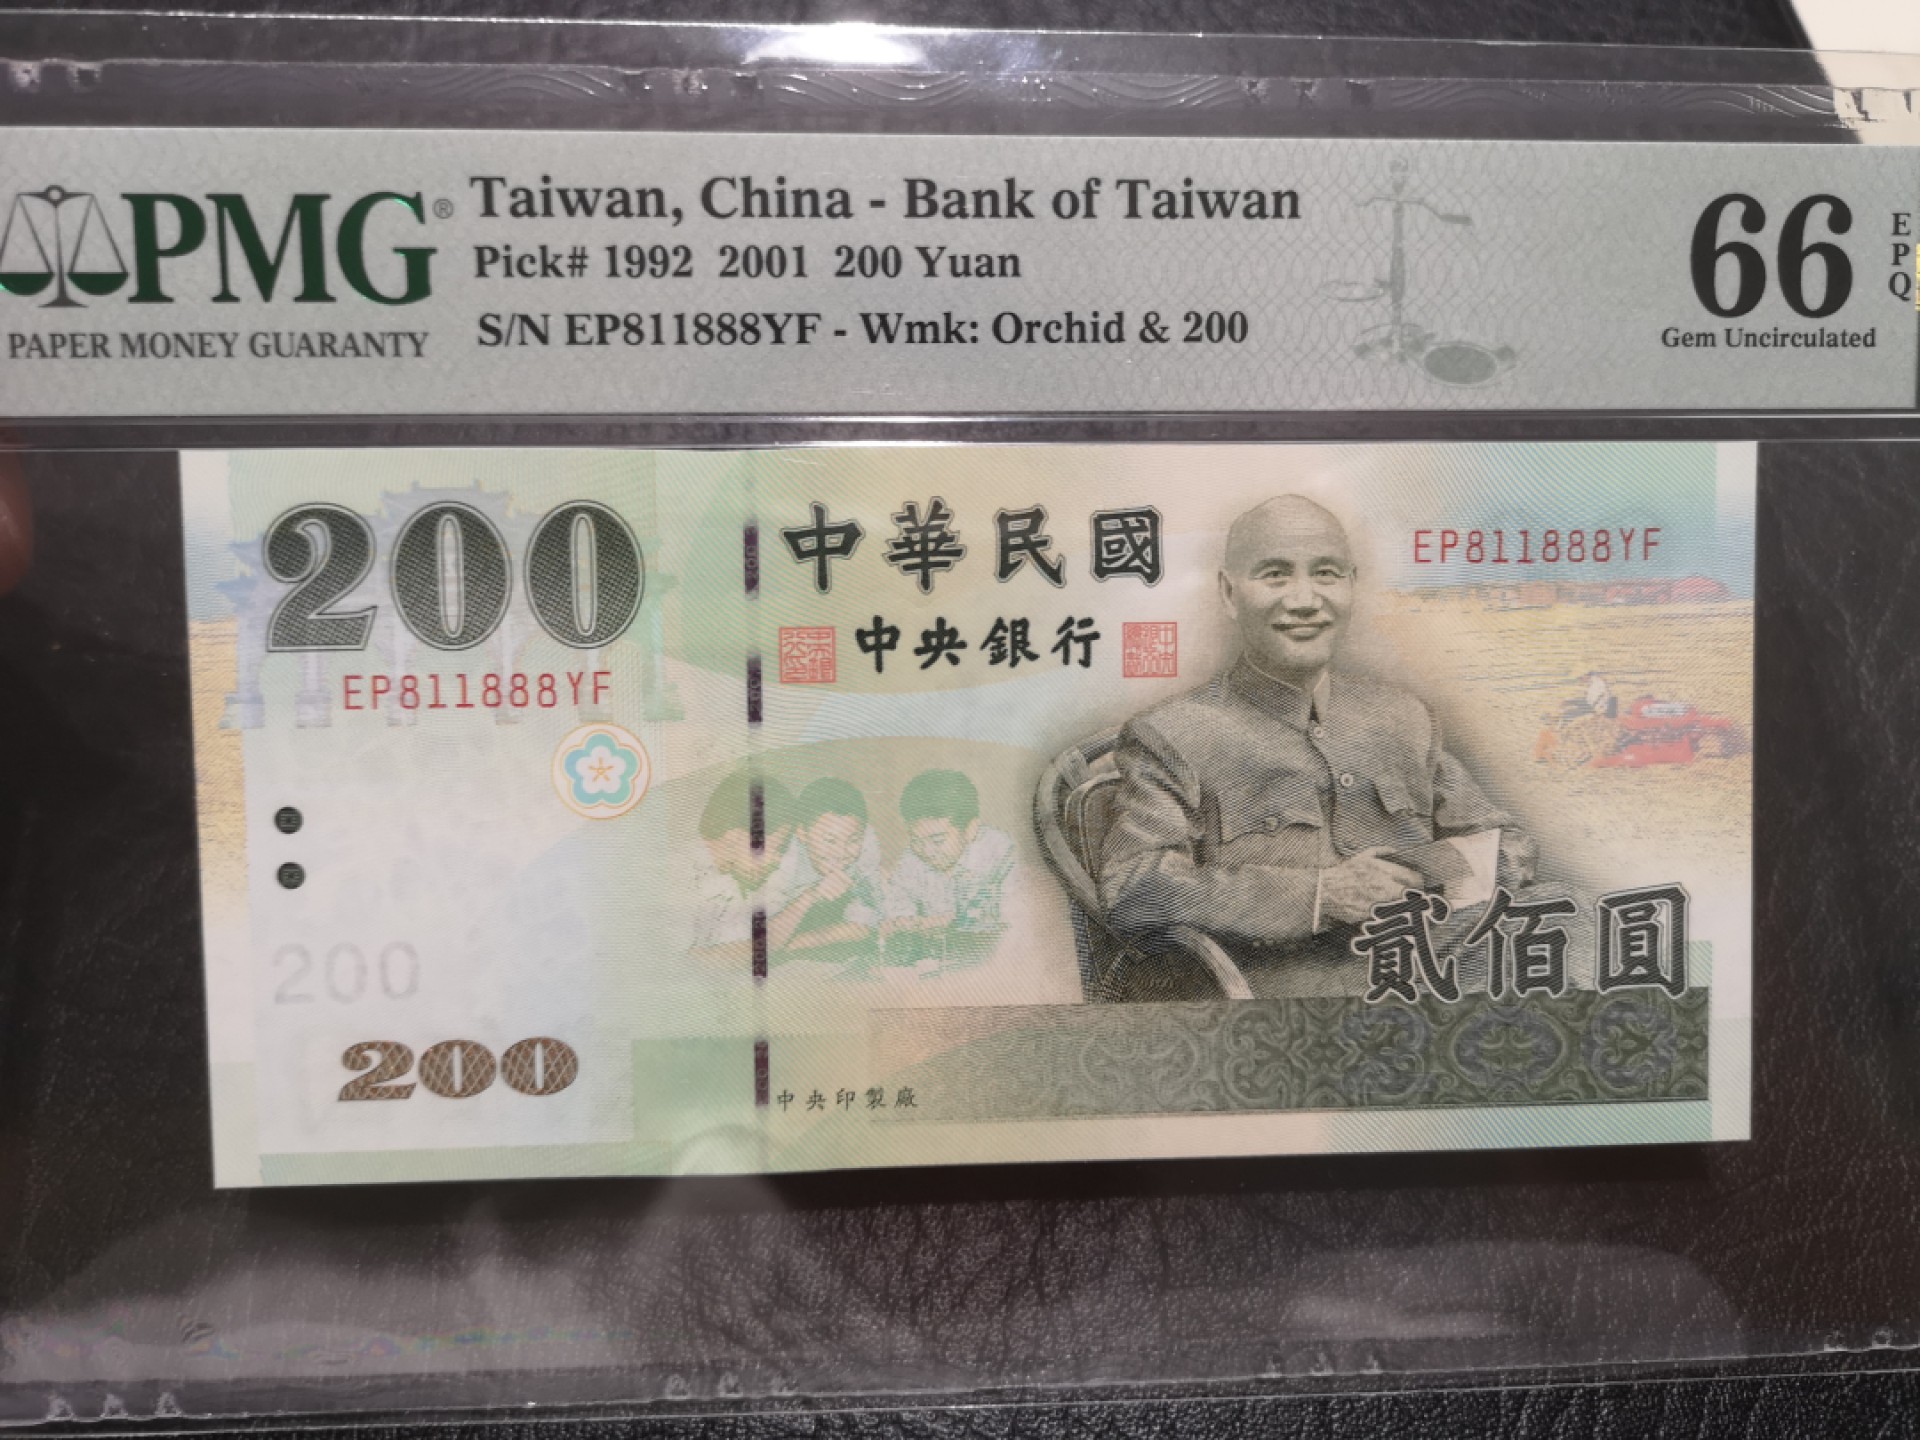 PMG®
PAPER MONEY GUARANTY
Taiwan, China - Bank of Taiwan
Pick# 1992 2001 200 Yuan
S/N EP811888YF - Wmk: Orchid & 200
66
EPQ
Gem Uncirculated
200
中華民國
EP811888YF
中央銀行
EP811888YF
貳佰圓
200
200
中央印製廠